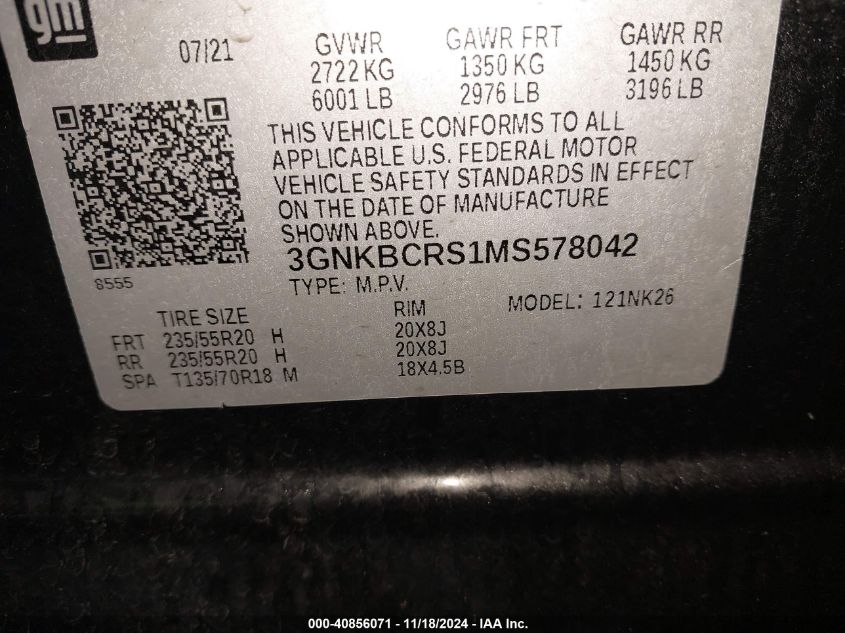 gm
07/21
GVWR GAWR FRT GAWR RR
2722 KG 1350 KG 1450 KG
6001 LB 2976 LB 3196 LB
THIS VEHICLE CONFORMS TO ALL
APPLICABLE U.S. FEDERAL MOTOR
VEHICLE SAFETY STANDARDS IN EFFECT
ON THE DATE OF MANUFACTURE
SHOWN ABOVE.
3GNKBCRS1MS578042
8555
TYPE: M.P.V.
MODEL: 121NK26
TIRE SIZE RIM
FRT 235/55R20 H 20X8J
RR 235/55R20 H 20X8J
SPA T135/70R18 M 18X4.5B
000-40856071 - 11/18/2024 - IAA Inc.